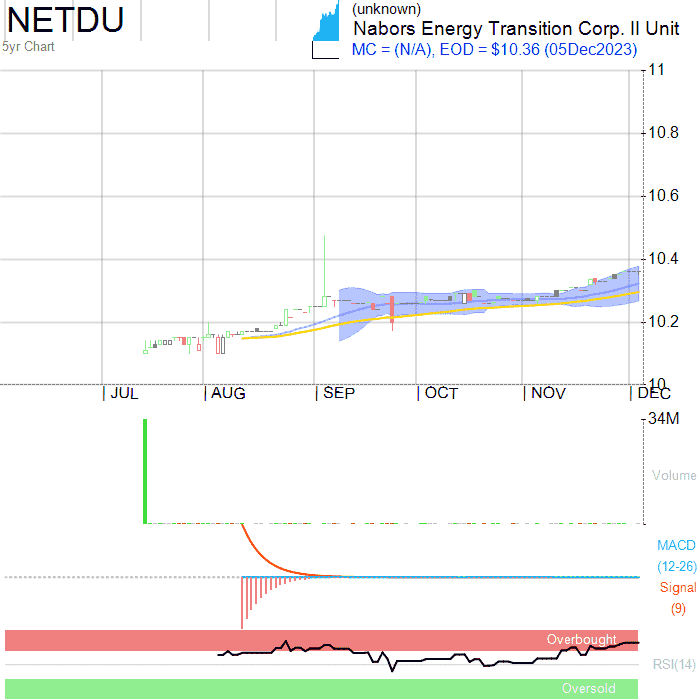 NETDU
(unknown)
Nabors Energy Transition Corp. II Unit
5yr Chart
MC = (N/A), EOD = $10.36 (05Dec2023)
11
10.8
10.6
10.4
10.2
10
JUL AUG SEP OCT NOV DEC
34M
Volume
MACD
(12-26)
Signal
(9)
Overbought
RSI(14)
Oversold